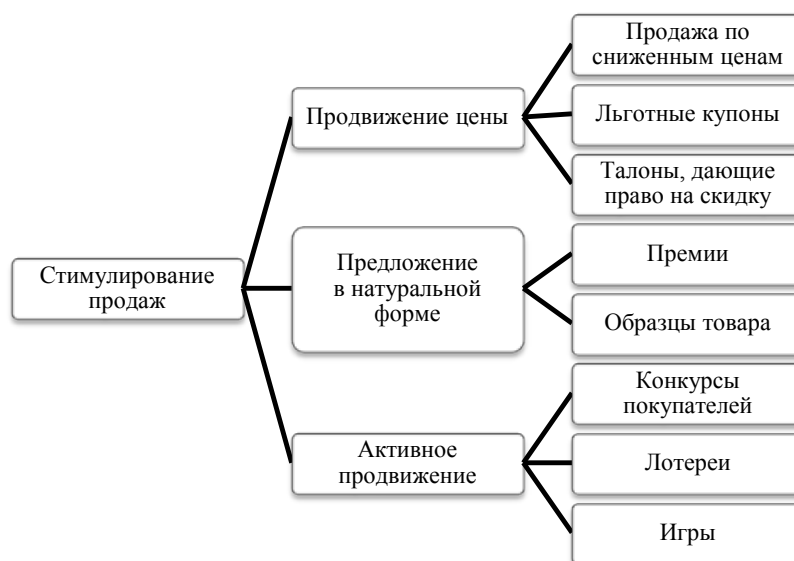 Стимулирование
продаж
Продвижение цены
Продажа по
сниженным ценам
Льготные купоны
Талоны, дающие
право на скидку
Предложение
в натуральной
форме
Премии
Образцы товара
Активное
продвижение
Конкурсы
покупателей
Лотереи
Игры